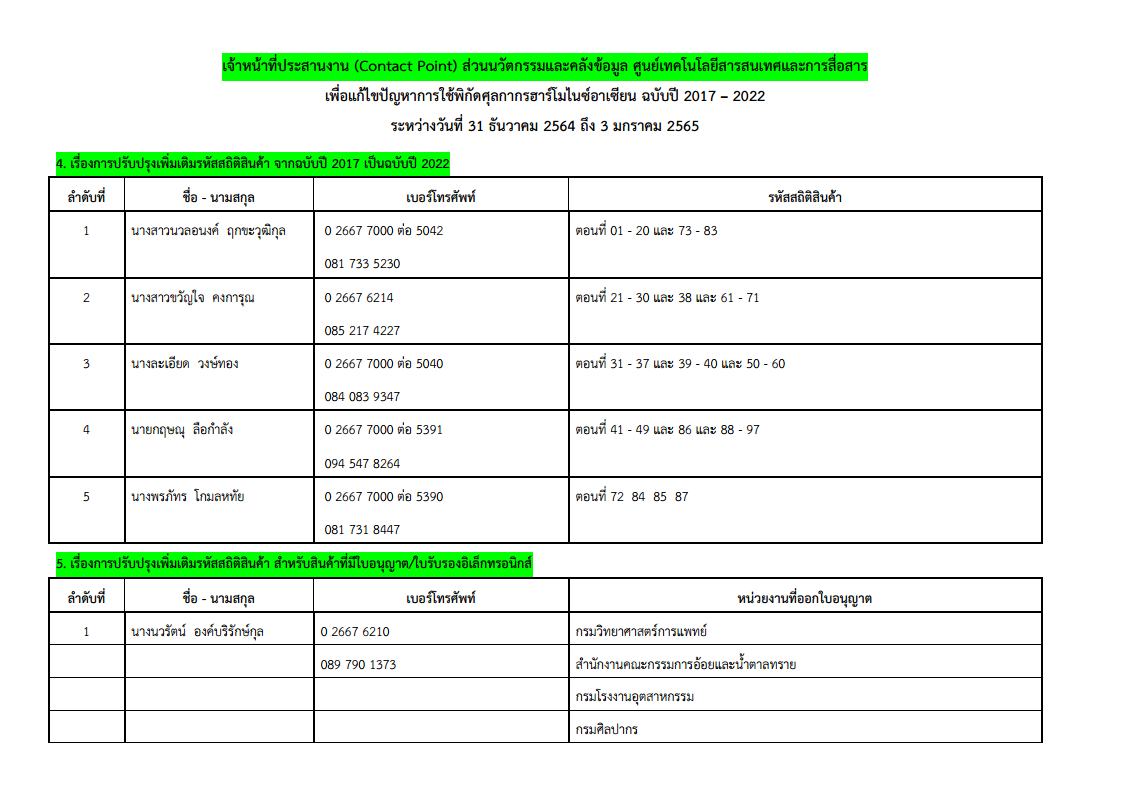 เจ้าหน้าที่ประสานงาน (Contact Point) ส่วนนวัตกรรมและคลังข้อมูล ศูนย์เทคโนโลยีสารสนเทศและการสื่อสาร
เพื่อแก้ไขปัญหาการใช้พิกัดศุลกากรฮาร์โมไนซ์อาเซียน ฉบับปี 2017 – 2022
ระหว่างวันที่ 31 ธันวาคม 2564 ถึง 3 มกราคม 2565
4. เรื่องการปรับปรุงเพิ่มเติมรหัสสถิติสินค้า จากฉบับปี 2017 เป็นฉบับปี 2022
ลำดับที่ ชื่อ - นามสกุล เบอร์โทรศัพท์ รหัสสถิติสินค้า
1 นางสาวนวลอนงค์ ฤกขะวุฒิกุล 0 2667 7000 ต่อ 5042 ตอนที่ 01 - 20 และ 73 - 83
081 733 5230
2 นางสาวขวัญใจ คงการุณ 0 2667 6214 ตอนที่ 21 - 30 และ 38 และ 61 - 71
085 217 4227
3 นางละเอียด วงษ์ทอง 0 2667 7000 ต่อ 5040 ตอนที่ 31 - 37 และ 39 - 40 และ 50 - 60
084 083 9347
4 นายกฤษณุ ลือกำลัง 0 2667 7000 ต่อ 5391 ตอนที่ 41 - 49 และ 86 และ 88 - 97
094 547 8264
5 นางพรภัทร โกมลหทัย 0 2667 7000 ต่อ 5390 ตอนที่ 72 84 85 87
081 731 8447
5. เรื่องการปรับปรุงเพิ่มเติมรหัสสถิติสินค้า สำหรับสินค้าที่มีใบอนุญาต/ใบรับรองอิเล็กทรอนิกส์
ลำดับที่ ชื่อ - นามสกุล เบอร์โทรศัพท์ หน่วยงานที่ออกใบอนุญาต
1 นางนวรัตน์ องค์บริรักษ์กุล 0 2667 6210 กรมวิทยาศาสตร์การแพทย์
089 790 1373 สำนักงานคณะกรรมการอ้อยและน้ำตาลทราย
กรมโรงงานอุตสาหกรรม
กรมศิลปากร